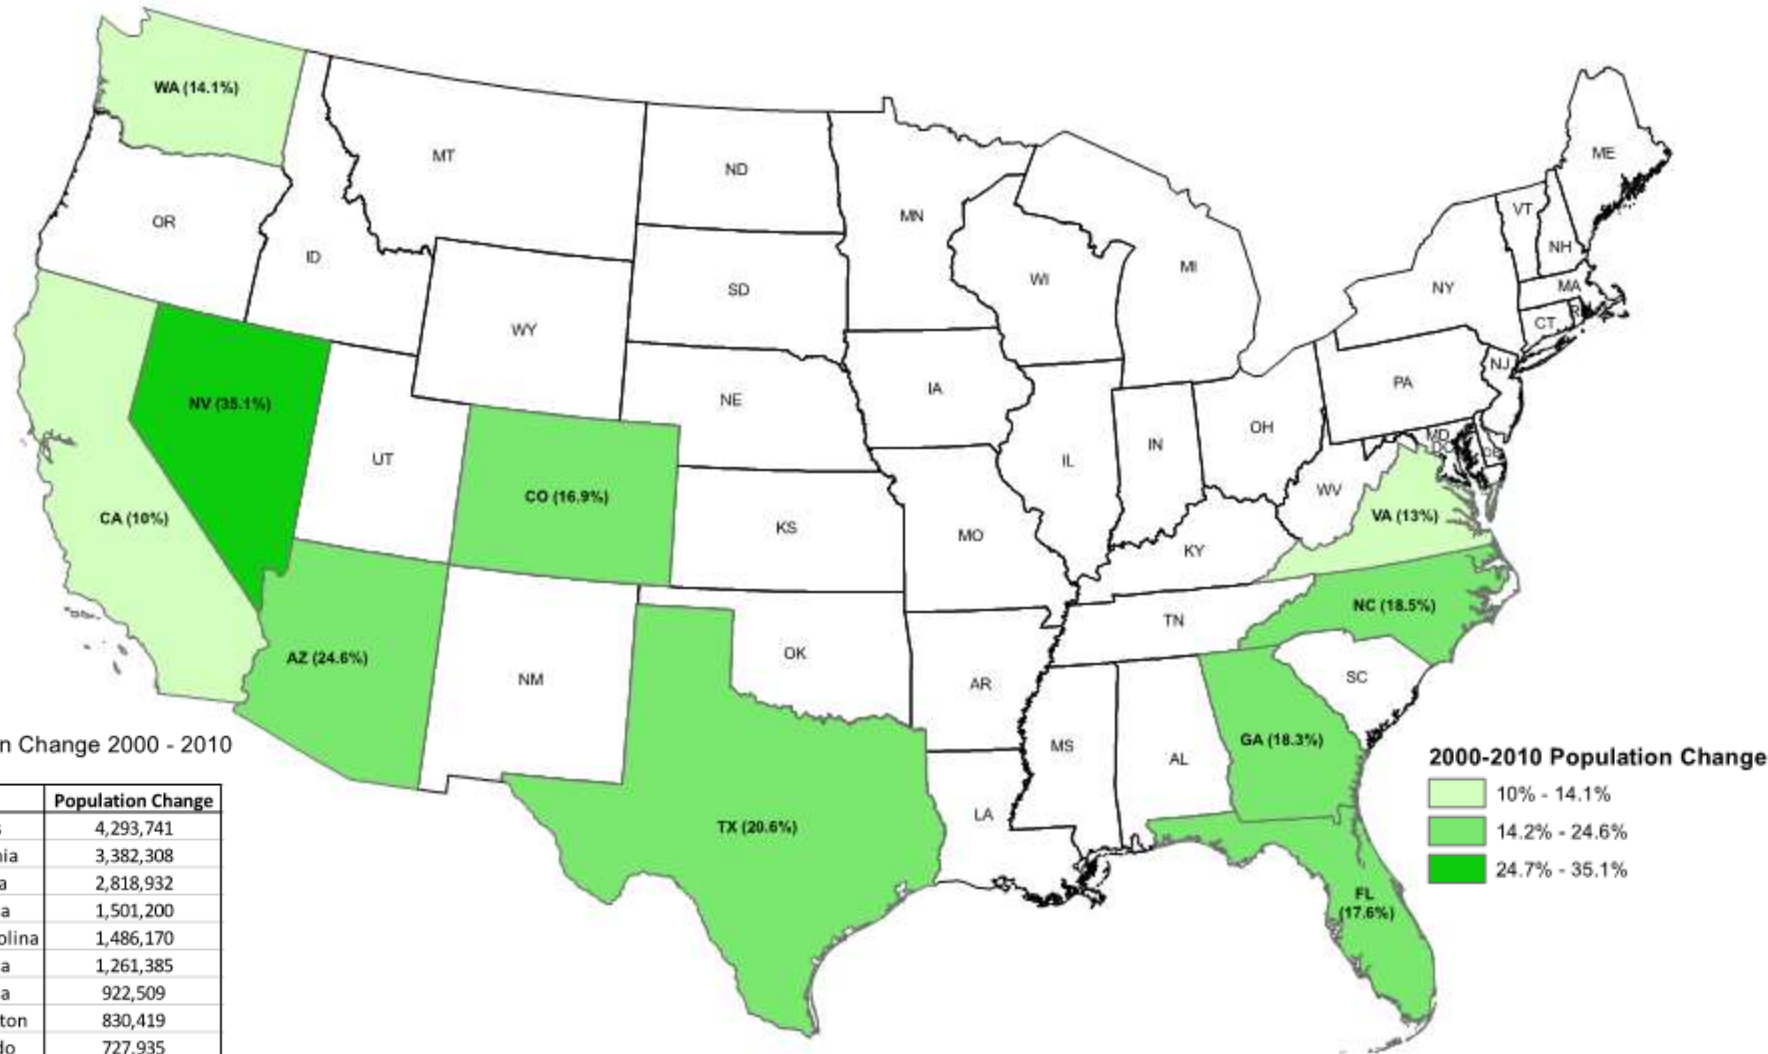 WA (14.1%)
MT
ND
MN
ME
VT
NH
OR
ID
SD
WI
MI
NY
MA
WY
CT
NV (35.1%)
NE
IA
PA
NJ
UT
CO (16.9%)
IL
IN
OH
MD
WV
CA (10%)
KS
MO
KY
VA (13%)
AZ (24.6%)
NM
OK
AR
TN
NC (18.5%)
SC
GA (18.3%)
MS
AL
TX (20.6%)
LA
FL
(17.6%)
Change 2000 - 2010
Population Change
4,293,741
3,382,308
2,818,932
1,501,200
1,486,170
1,261,385
922,509
830,419
727,935
2000-2010 Population Change
10% - 14.1%
14.2% - 24.6%
24.7% - 35.1%